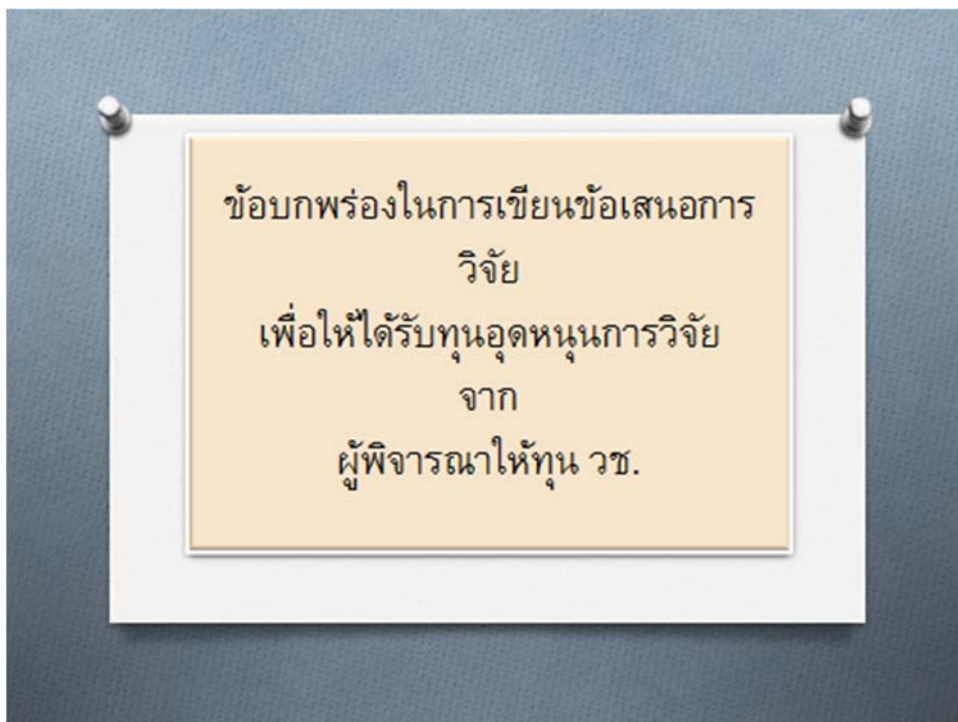 ข้อบกพร่องในการเขียนข้อเสนอการ
วิจัย
เพื่อให้ได้รับทุนอุดหนุนการวิจัย
จาก
ผู้พิจารณาให้ทุน วช.